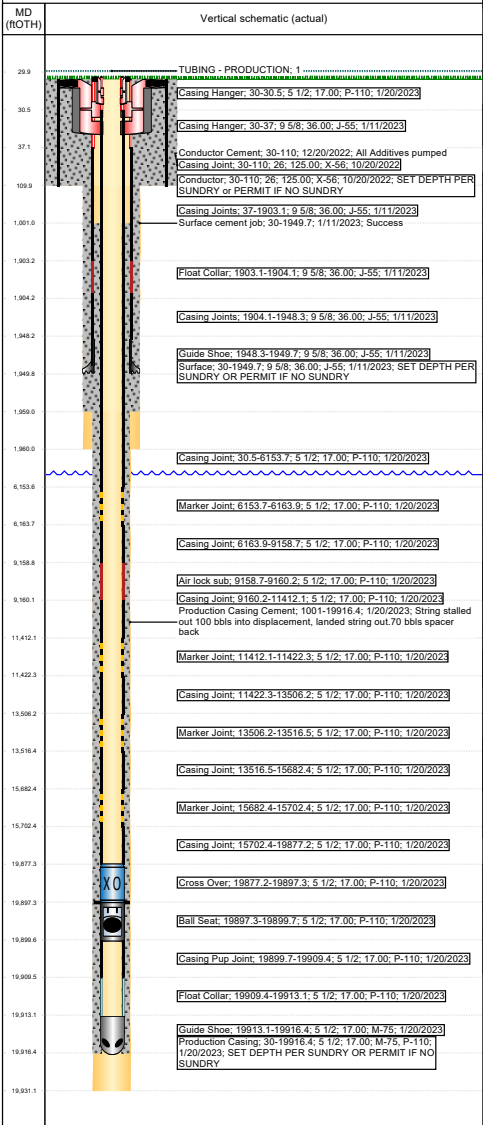 MD
(ftOTH)
Vertical schematic (actual)
29.9
TUBING - PRODUCTION; 1
Casing Hanger; 30-30.5; 5 1/2; 17.00; P-110; 1/20/2023
30.5
Casing Hanger; 30-37; 9 5/8; 36.00; J-55; 1/11/2023
37.1
Conductor Cement; 30-110; 12/20/2022; All Additives pumped
Casing Joint; 30-110; 26; 125.00; X-56; 10/20/2022
109.9
Conductor; 30-110; 26; 125.00; X-56; 10/20/2022; SET DEPTH PER
SUNDRY or PERMIT IF NO SUNDRY
Casing Joints; 37-1903.1; 9 5/8; 36.00; J-55; 1/11/2023
1,001.0
Surface cement job; 30-1949.7; 1/11/2023; Success
1,903.2
Float Collar; 1903.1-1904.1; 9 5/8; 36.00; J-55; 1/11/2023
1,904.2
Casing Joints; 1904.1-1948.3; 9 5/8; 36.00; J-55; 1/11/2023
1,948.2
Guide Shoe; 1948.3-1949.7; 9 5/8; 36.00; J-55; 1/11/2023
1,949.8
Surface; 30-1949.7; 9 5/8; 36.00; J-55; 1/11/2023; SET DEPTH PER
SUNDRY OR PERMIT IF NO SUNDRY
1,959.0
1,960.0
Casing Joint; 30.5-6153.7; 5 1/2; 17.00; P-110; 1/20/2023
6,153.6
Marker Joint; 6153.7-6163.9; 5 1/2; 17.00; P-110; 1/20/2023
6,163.7
Casing Joint; 6163.9-9158.7; 5 1/2; 17.00; P-110; 1/20/2023
9,158.8
Air lock sub; 9158.7-9160.2; 5 1/2; 17.00; P-110; 1/20/2023
9,160.1
Casing Joint; 9160.2-11412.1; 5 1/2; 17.00; P-110; 1/20/2023
Production Casing Cement; 1001-19916.4; 1/20/2023; String stalled
out 100 bbls into displacement, landed string out.70 bbls spacer
back
11,412.1
Marker Joint; 11412.1-11422.3; 5 1/2; 17.00; P-110; 1/20/2023
11,422.3
Casing Joint; 11422.3-13506.2; 5 1/2; 17.00; P-110; 1/20/2023
13,506.2
Marker Joint; 13506.2-13516.5; 5 1/2; 17.00; P-110; 1/20/2023
13,516.4
Casing Joint; 13516.5-15682.4; 5 1/2; 17.00; P-110; 1/20/2023
15,682.4
Marker Joint; 15682.4-15702.4; 5 1/2; 17.00; P-110; 1/20/2023
15,702.4
Casing Joint; 15702.4-19877.2; 5 1/2; 17.00; P-110; 1/20/2023
19,877.3
XO
Cross Over; 19877.2-19897.3; 5 1/2; 17.00; P-110; 1/20/2023
19,897.3
Ball Seat; 19897.3-19899.7; 5 1/2; 17.00; P-110; 1/20/2023
19,899.6
Casing Pup Joint; 19899.7-19909.4; 5 1/2; 17.00; P-110; 1/20/2023
19,909.5
Float Collar; 19909.4-19913.1; 5 1/2; 17.00; P-110; 1/20/2023
19,913.1
Guide Shoe; 19913.1-19916.4; 5 1/2; 17.00; M-75; 1/20/2023
19,916.4
Production Casing; 30-19916.4; 5 1/2; 17.00; M-75, P-110;
1/20/2023; SET DEPTH PER SUNDRY OR PERMIT IF NO
SUNDRY
19,931.1